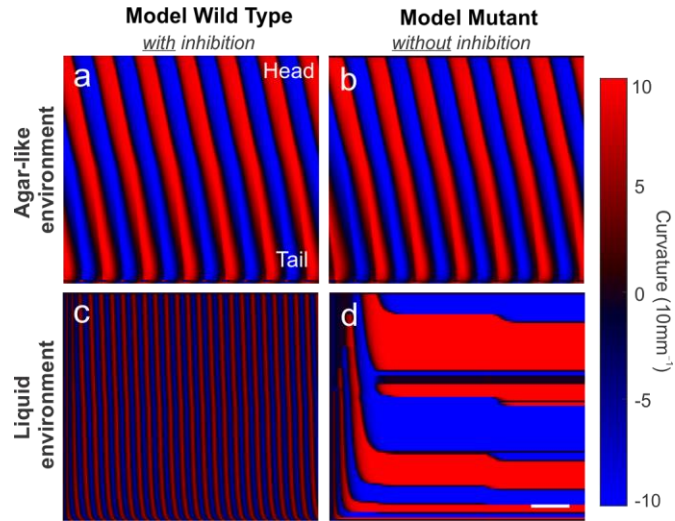 Model Wild Type
with inhibition
Model Mutant
without inhibition
Agar-like
environment
a
Head
Tail
b
Liquid
environment
c
d
10
5
0
-5
-10
Curvature (10mm⁻¹)